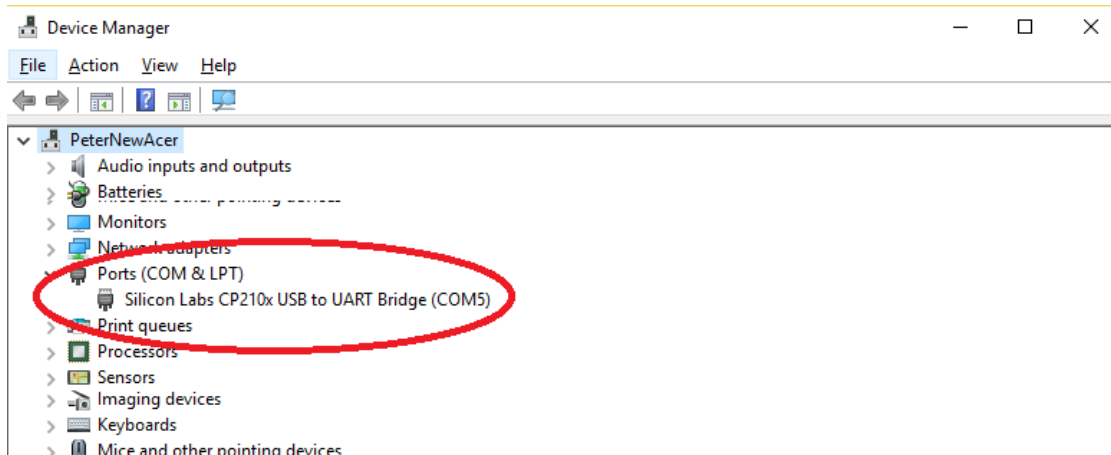 Device Manager
File Action View Help
PeterNewAcer
Audio inputs and outputs
Batteries
Monitors
Network adapters
Ports (COM & LPT)
Silicon Labs CP210x USB to UART Bridge (COM5)
Print queues
Processors
Sensors
Imaging devices
Keyboards
Mice and other pointing devices